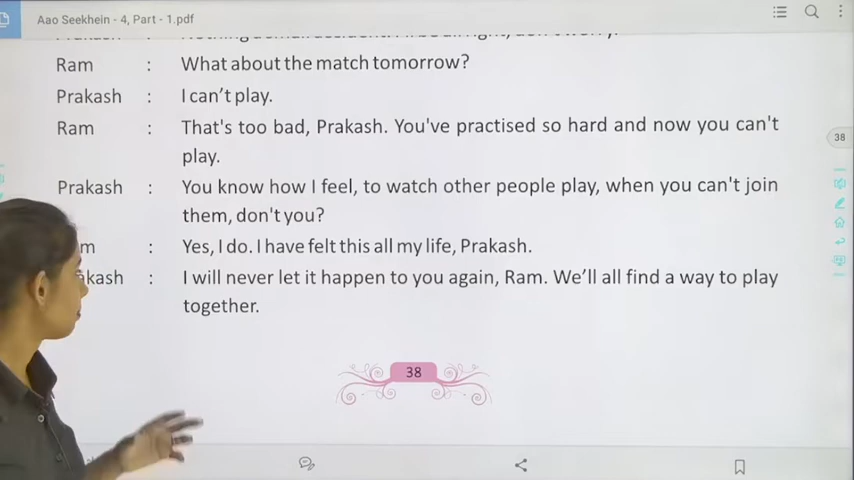 Aao Seekhein - 4, Part - 1.pdf
Ram : What about the match tomorrow?
Prakash : I can't play.
Ram : That's too bad, Prakash. You've practised so hard and now you can't
play.
Prakash : You know how I feel, to watch other people play, when you can't join
them, don't you?
m : Yes, I do. I have felt this all my life, Prakash.
akash : I will never let it happen to you again, Ram. We'll all find a way to play
together.
38
38